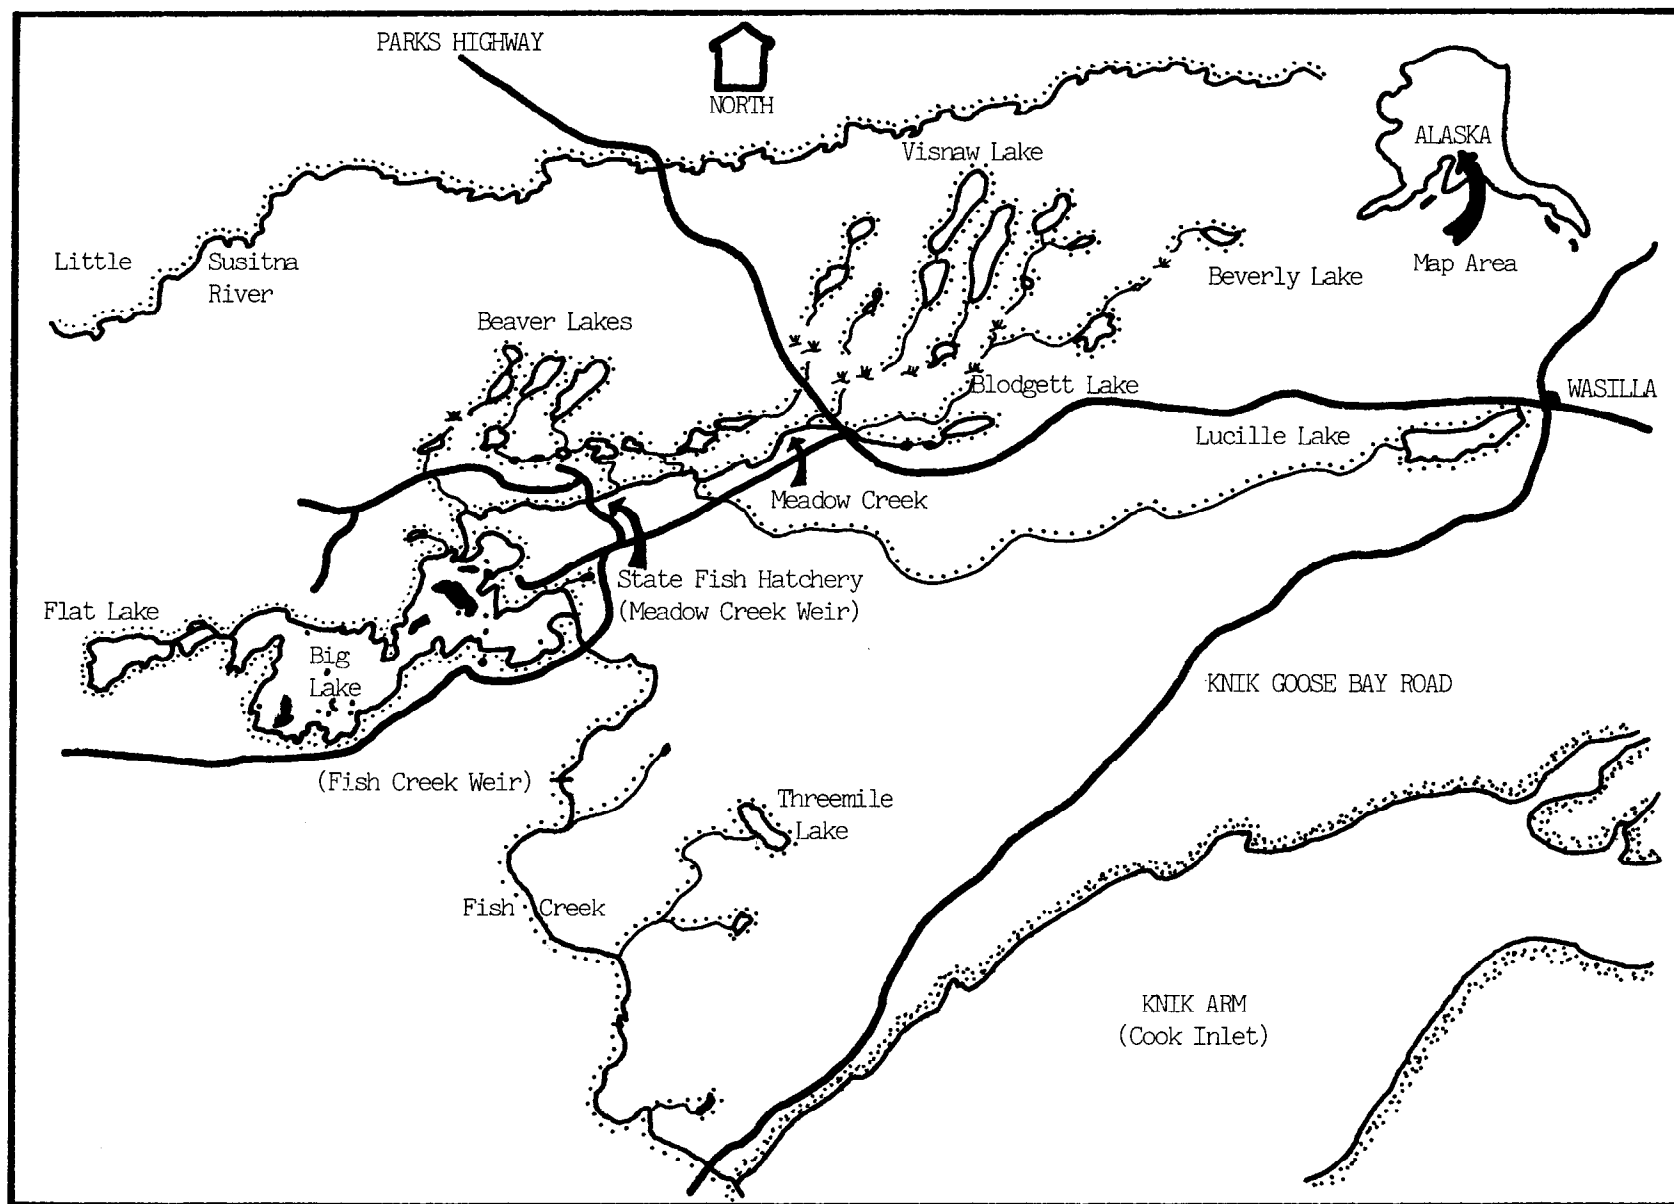 PARKS HIGHWAY
NORTH
Visnaw Lake
ALASKA
Little Susitna
River
Map Area
Beverly Lake
Beaver Lakes
Blodgett Lake
WASILLA
Lucille Lake
Meadow Creek
State Fish Hatchery
(Meadow Creek Weir)
Flat Lake
Big
Lake
KNIK GOOSE BAY ROAD
(Fish Creek Weir)
Threemile
Lake
Fish Creek
KNIK ARM
(Cook Inlet)